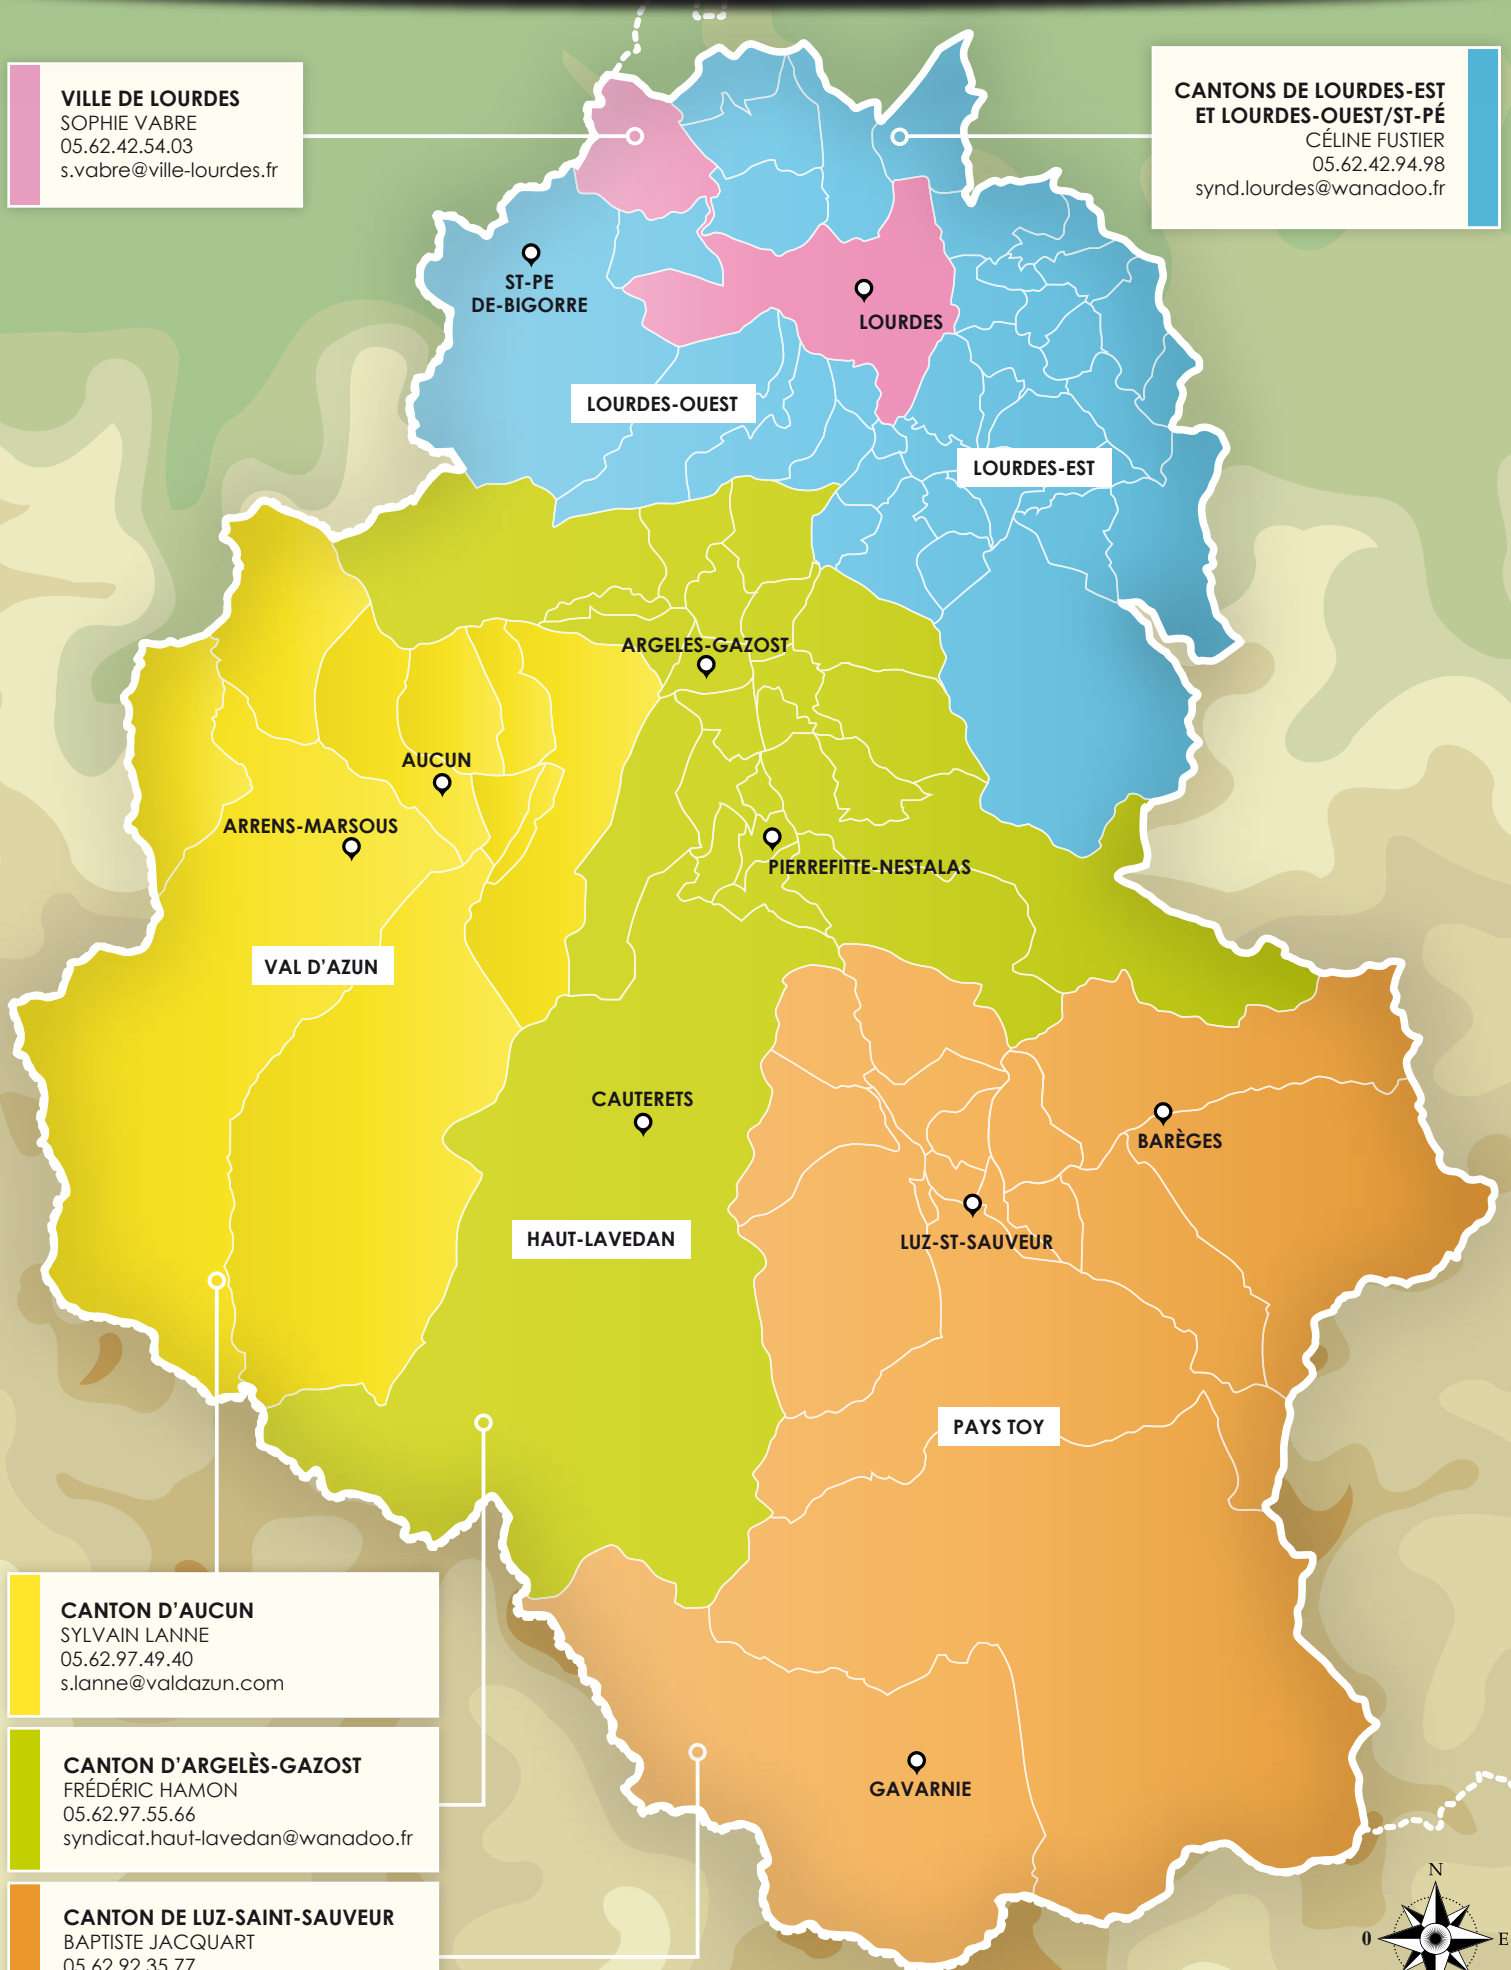 VILLE DE LOURDES
SOPHIE VABRE
05.62.42.54.03
s.vabre@ville-lourdes.fr
CANTONS DE LOURDES-EST
ET LOURDES-OUEST/ST-PÉ
CÉLINE FUSTIER
05.62.42.94.98
synd.lourdes@wanadoo.fr
ST-PE
DE-BIGORRE
LOURDES
LOURDES-OUEST
LOURDES-EST
ARGELES-GAZOST
AUCUN
ARRENS-MARSOUS
PIERREFITTE-NESTALAS
VAL D'AZUN
CAUTERETS
BARÈGES
HAUT-LAVEDAN
LUZ-ST-SAUVEUR
PAYS TOY
CANTON D'AUCUN
SYLVAIN LANNE
05.62.97.49.40
s.lanne@valdazun.com
CANTON D'ARGELÈS-GAZOST
FRÉDÉRIC HAMON
05.62.97.55.66
syndicat.haut-lavedan@wanadoo.fr
GAVARNIE
CANTON DE LUZ-SAINT-SAUVEUR
BAPTISTE JACQUART
05.62.92.35.77
N
O
E